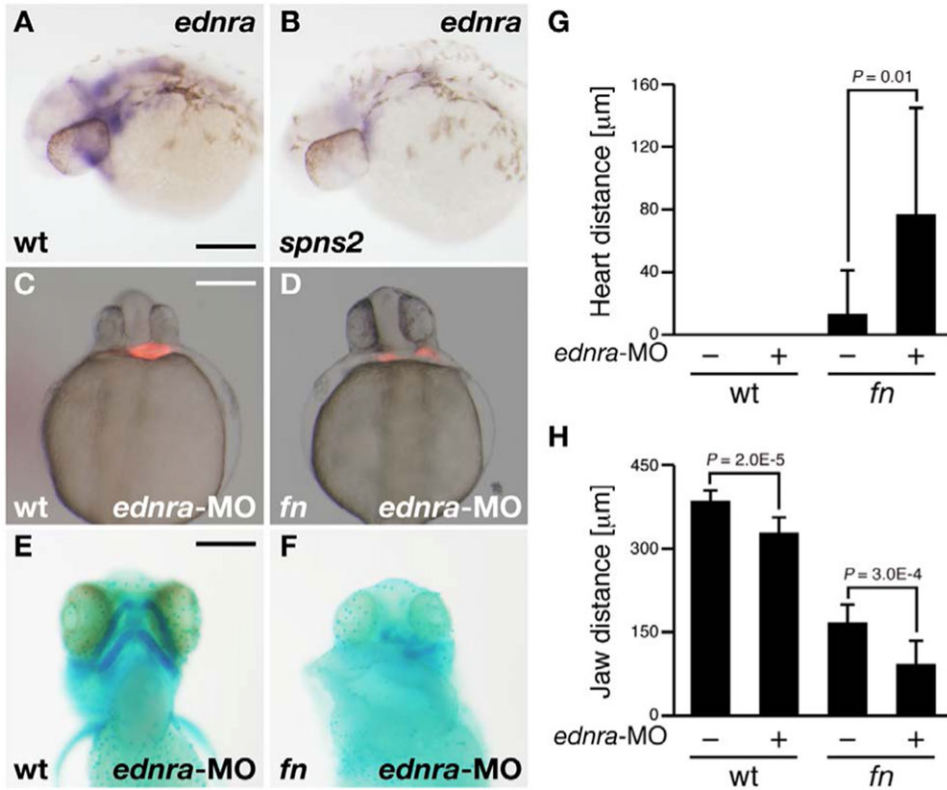 A ednra
wt
B ednra
spns2
C
wt ednra-MO
D
fn ednra-MO
E
wt ednra-MO
F
fn ednra-MO
G
Heart distance [μm]
160
120
80
40
0
P = 0.01
ednra-MO − + − +
wt fn
H
Jaw distance [μm]
450
300
150
0
P = 2.0E-5
P = 3.0E-4
ednra-MO − + − +
wt fn